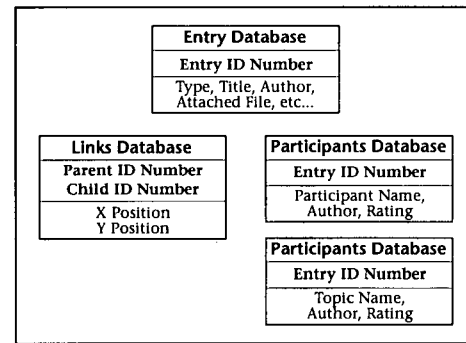 Entry Database
Entry ID Number
Type, Title, Author,
Attached File, etc...
Links Database
Parent ID Number
Child ID Number
X Position
Y Position
Participants Database
Entry ID Number
Participant Name,
Author, Rating
Participants Database
Entry ID Number
Topic Name,
Author, Rating